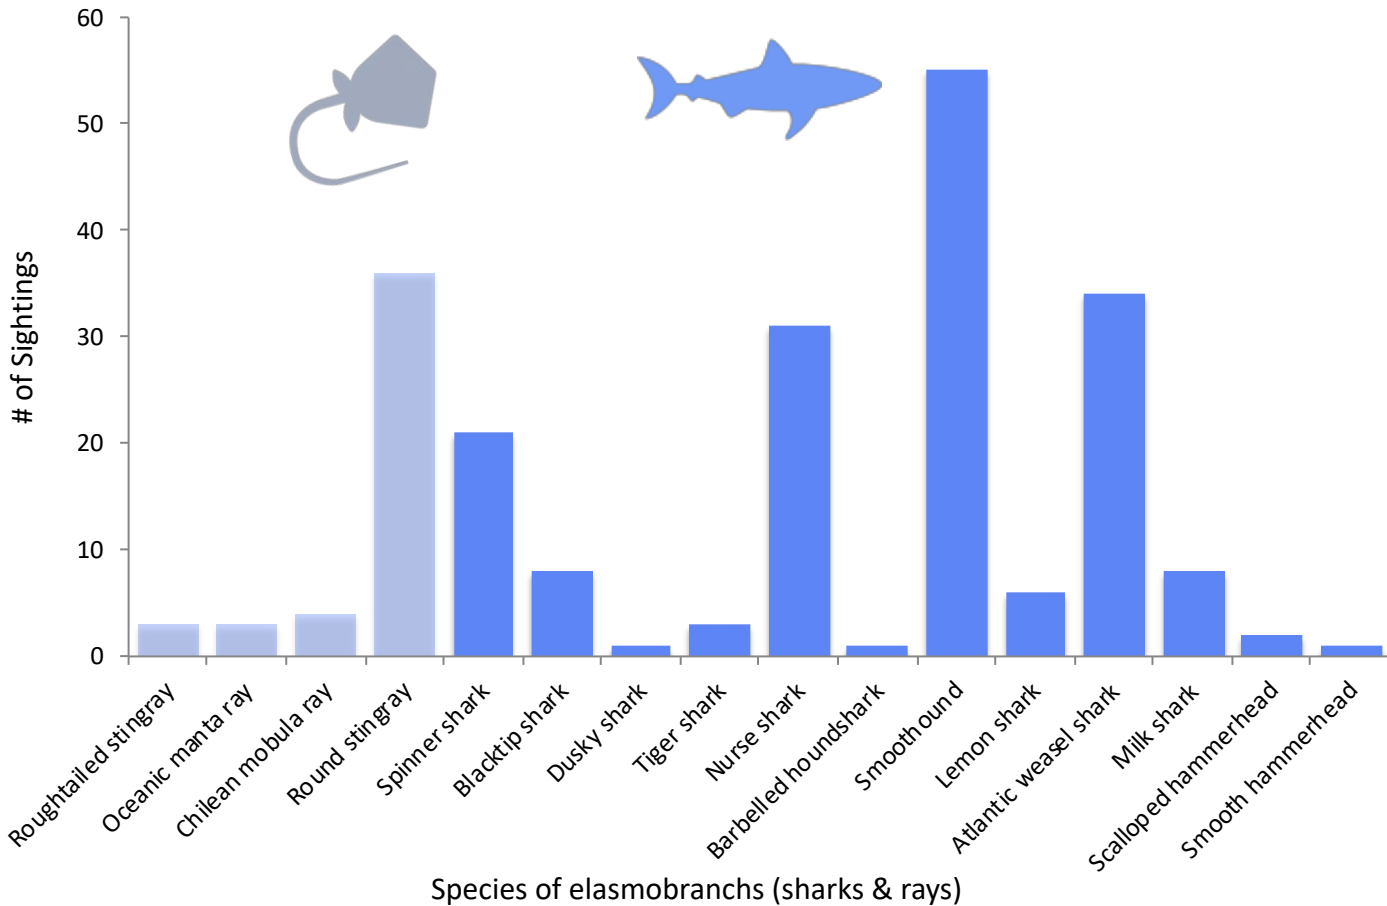 60
50
40
30
20
10
0
# of Sightings
Roughtailed stingray
Oceanic manta ray
Chilean mobula ray
Round stingray
Spinner shark
Blacktip shark
Dusky shark
Tiger shark
Nurse shark
Barbelled houndshark
Smoothound
Lemon shark
Atlantic weasel shark
Milk shark
Scalloped hammerhead
Smooth hammerhead
Species of elasmobranchs (sharks & rays)